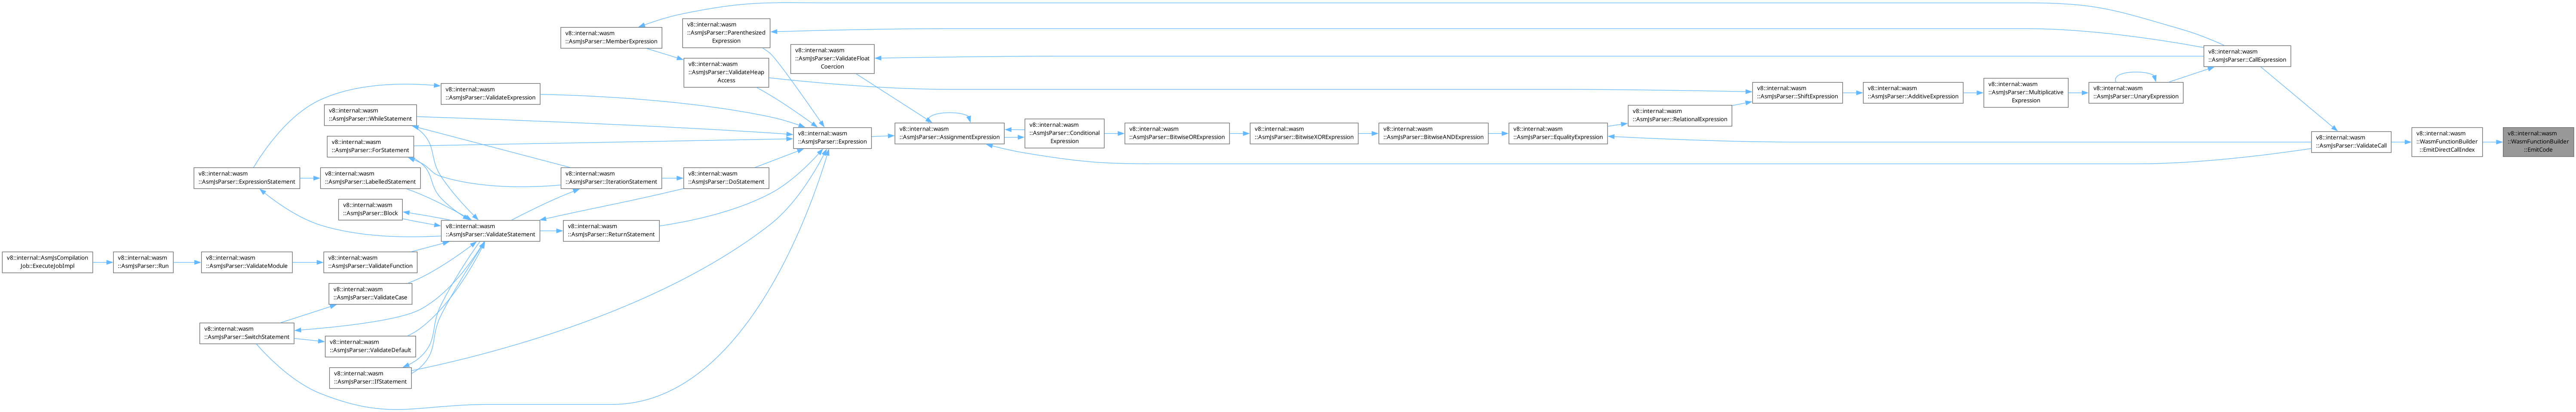 v8::internal::wasm
::AsmJsParser::MemberExpression
v8::internal::wasm
::AsmJsParser::Parenthesized
Expression
v8::internal::wasm
::AsmJsParser::ValidateFloat
Coercion
v8::internal::wasm
::AsmJsParser::CallExpression
v8::internal::wasm
::AsmJsParser::ValidateHeap
Access
v8::internal::wasm
::AsmJsParser::ValidateExpression
v8::internal::wasm
::AsmJsParser::ShiftExpression
v8::internal::wasm
::AsmJsParser::AdditiveExpression
v8::internal::wasm
::AsmJsParser::Multiplicative
Expression
v8::internal::wasm
::AsmJsParser::UnaryExpression
v8::internal::wasm
::AsmJsParser::WhileStatement
v8::internal::wasm
::AsmJsParser::RelationalExpression
v8::internal::wasm
::AsmJsParser::ForStatement
v8::internal::wasm
::AsmJsParser::Expression
v8::internal::wasm
::AsmJsParser::AssignmentExpression
v8::internal::wasm
::AsmJsParser::Conditional
Expression
v8::internal::wasm
::AsmJsParser::BitwiseORExpression
v8::internal::wasm
::AsmJsParser::BitwiseXORExpression
v8::internal::wasm
::AsmJsParser::BitwiseANDExpression
v8::internal::wasm
::AsmJsParser::EqualityExpression
v8::internal::wasm
::AsmJsParser::ValidateCall
v8::internal::wasm
::WasmFunctionBuilder
::EmitDirectCallIndex
v8::internal::wasm
::WasmFunctionBuilder
::EmitCode
v8::internal::wasm
::AsmJsParser::ExpressionStatement
v8::internal::wasm
::AsmJsParser::LabelledStatement
v8::internal::wasm
::AsmJsParser::IterationStatement
v8::internal::wasm
::AsmJsParser::DoStatement
v8::internal::wasm
::AsmJsParser::Block
v8::internal::wasm
::AsmJsParser::ValidateStatement
v8::internal::wasm
::AsmJsParser::ReturnStatement
v8::internal::AsmJsCompilation
Job::ExecuteJobImpl
v8::internal::wasm
::AsmJsParser::Run
v8::internal::wasm
::AsmJsParser::ValidateModule
v8::internal::wasm
::AsmJsParser::ValidateFunction
v8::internal::wasm
::AsmJsParser::ValidateCase
v8::internal::wasm
::AsmJsParser::SwitchStatement
v8::internal::wasm
::AsmJsParser::ValidateDefault
v8::internal::wasm
::AsmJsParser::IfStatement